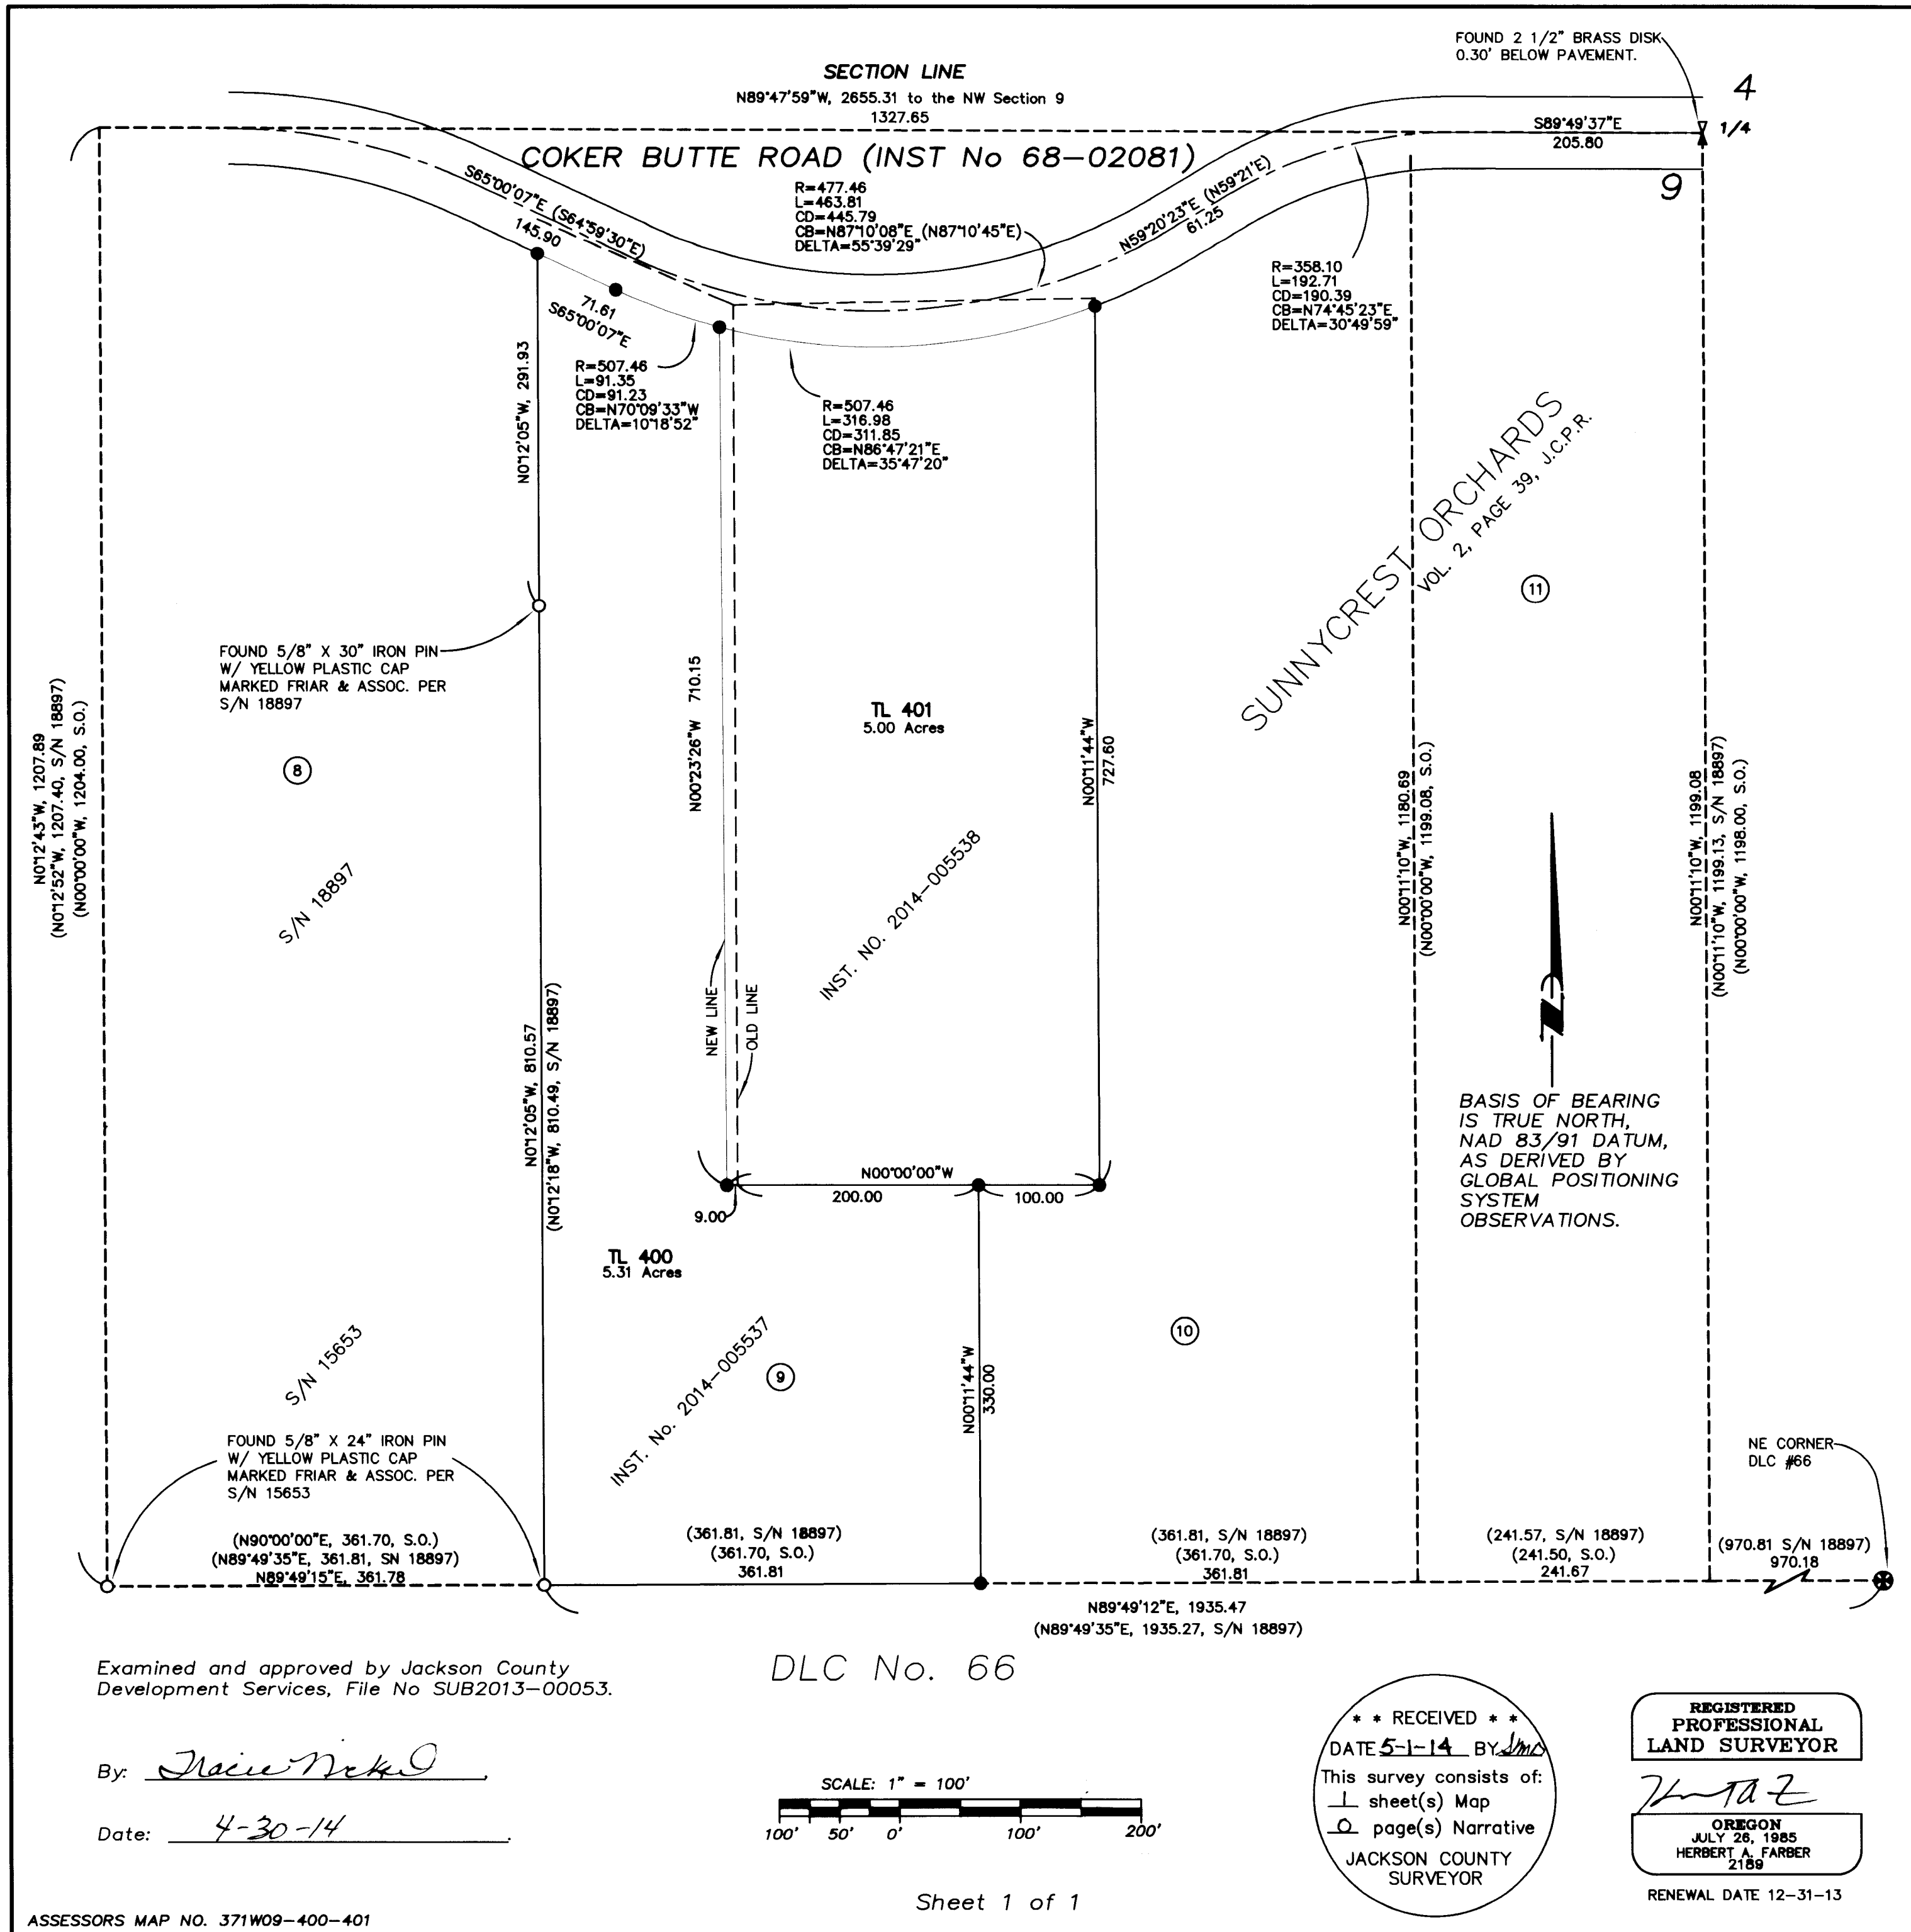 FOUND 2 1/2" BRASS DISK
0.30' BELOW PAVEMENT.
SECTION LINE
N89°47'59"W, 2655.31 to the NW Section 9
1327.65
4
S89°49'37"E
205.80
1/4
9
COKER BUTTE ROAD (INST No 68-02081)
S65°00'07"E (S64°59'30"E)
145.90
R=477.46
L=463.81
CD=445.79
CB=N87°10'08"E (N87°10'45"E)
DELTA=55°39'29"
N59°20'23"E (N59°21'E)
61.25
R=358.10
L=192.71
CD=190.39
CB=N74°45'23"E
DELTA=30°49'59"
71.61
S65°00'07"E
R=507.46
L=91.35
CD=91.23
CB=N70°09'33"W
DELTA=10°18'52"
R=507.46
L=316.98
CD=311.85
CB=N86°47'21"E
DELTA=35°47'20"
N0°12'05"W, 291.93
SUNNYCREST ORCHARDS
VOL. 2, PAGE 39, J.C.P.R.
11
FOUND 5/8" X 30" IRON PIN
W/ YELLOW PLASTIC CAP
MARKED FRIAR & ASSOC. PER
S/N 18897
N0°12'43"W, 1207.89
(N0°12'52"W, 1207.40, S/N 18897)
(N00°00'00"W, 1204.00, S.O.)
8
S/N 18897
N00°23'26"W 710.15
TL 401
5.00 Acres
N00°11'44"W
727.60
N00°11'10"W, 1180.69
(N00°00'00"W, 1199.08, S.O.)
N00°11'10"W, 1199.08
(N00°11'10"W, 1199.13, S/N 18897)
(N00°00'00"W, 1198.00, S.O.)
INST. NO. 2014-005538
NEW LINE
OLD LINE
N0°12'05"W, 810.57
(N0°12'18"W, 810.49, S/N 18897)
N
BASIS OF BEARING
IS TRUE NORTH,
NAD 83/91 DATUM,
AS DERIVED BY
GLOBAL POSITIONING
SYSTEM
OBSERVATIONS.
N00°00'00"W
200.00
100.00
9.00
TL 400
5.31 Acres
S/N 15653
INST. No. 2014-005537
9
N00°11'44"W
330.00
10
FOUND 5/8" X 24" IRON PIN
W/ YELLOW PLASTIC CAP
MARKED FRIAR & ASSOC. PER
S/N 15653
NE CORNER
DLC #66
(N90°00'00"E, 361.70, S.O.)
(N89°49'35"E, 361.81, SN 18897)
N89°49'15"E, 361.78
(361.81, S/N 18897)
(361.70, S.O.)
361.81
(361.81, S/N 18897)
(361.70, S.O.)
361.81
(241.57, S/N 18897)
(241.50, S.O.)
241.67
(970.81 S/N 18897)
970.18
N89°49'12"E, 1935.47
(N89°49'35"E, 1935.27, S/N 18897)
Examined and approved by Jackson County
Development Services, File No SUB2013-00053.
By:
Date: 4-30-14
DLC No. 66
SCALE: 1" = 100'
100' 50' 0' 100' 200'
Sheet 1 of 1
* * RECEIVED * *
DATE 5-1-14 BY
This survey consists of:
1 sheet(s) Map
0 page(s) Narrative
JACKSON COUNTY
SURVEYOR
REGISTERED
PROFESSIONAL
LAND SURVEYOR
OREGON
JULY 26, 1985
HERBERT A. FARBER
2189
RENEWAL DATE 12-31-13
ASSESSORS MAP NO. 371W09-400-401